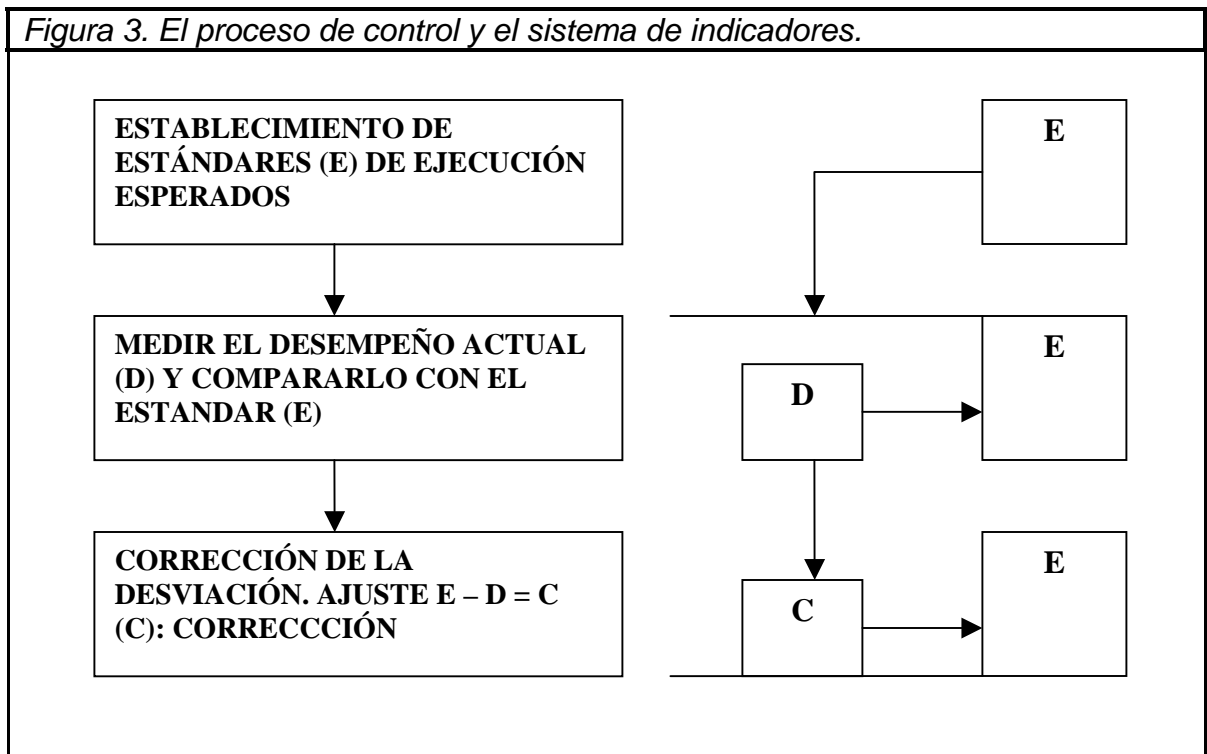 Figura 3. El proceso de control y el sistema de indicadores.
ESTABLECIMIENTO DE
ESTÁNDARES (E) DE EJECUCIÓN
ESPERADOS
E
MEDIR EL DESEMPEÑO ACTUAL
(D) Y COMPARARLO CON EL
ESTANDAR (E)
D
E
CORRECCIÓN DE LA
DESVIACIÓN. AJUSTE E – D = C
(C): CORRECCCIÓN
C
E